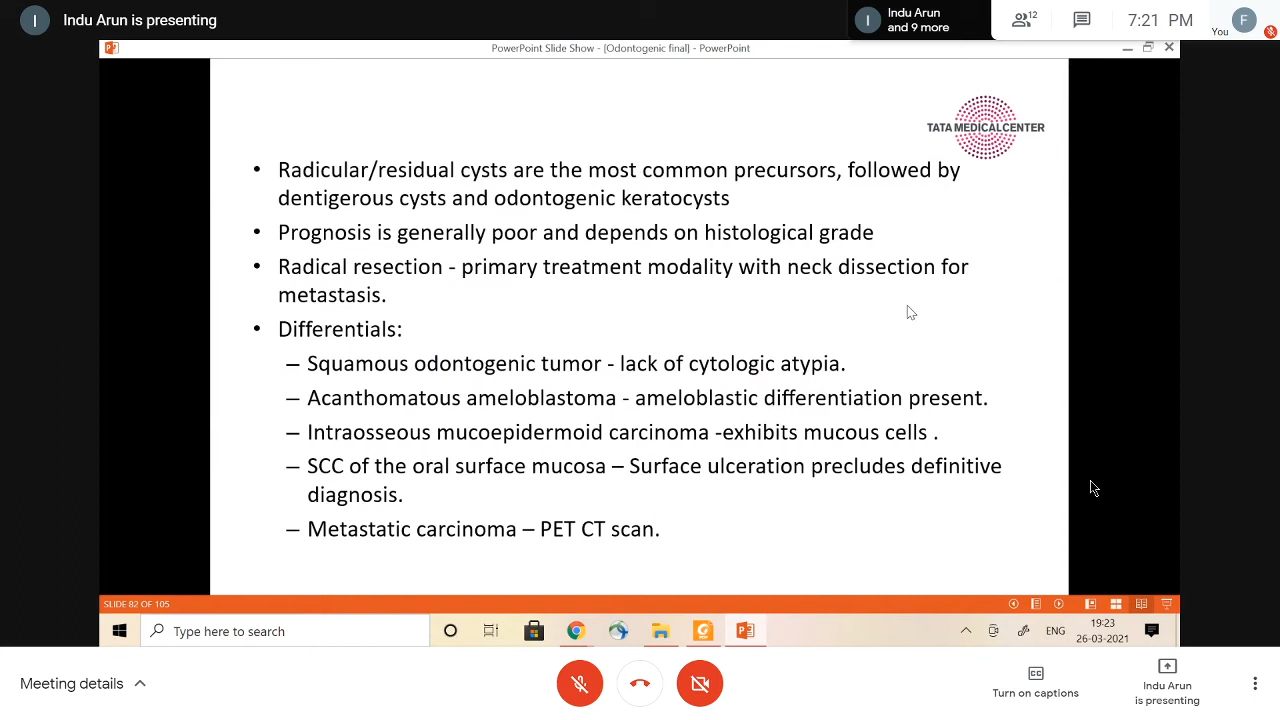 I
Indu Arun is presenting
I
Indu Arun
and 9 more
12
7:21 PM
You
F
PowerPoint Slide Show - [Odontogenic final] - PowerPoint
TATA MEDICAL CENTER
• Radicular/residual cysts are the most common precursors, followed by
dentigerous cysts and odontogenic keratocysts
• Prognosis is generally poor and depends on histological grade
• Radical resection - primary treatment modality with neck dissection for
metastasis.
• Differentials:
– Squamous odontogenic tumor - lack of cytologic atypia.
– Acanthomatous ameloblastoma - ameloblastic differentiation present.
– Intraosseous mucoepidermoid carcinoma -exhibits mucous cells .
– SCC of the oral surface mucosa – Surface ulceration precludes definitive
diagnosis.
– Metastatic carcinoma – PET CT scan.
SLIDE 82 OF 105
Type here to search
ENG
19:23
26-03-2021
Meeting details
Turn on captions
Indu Arun
is presenting